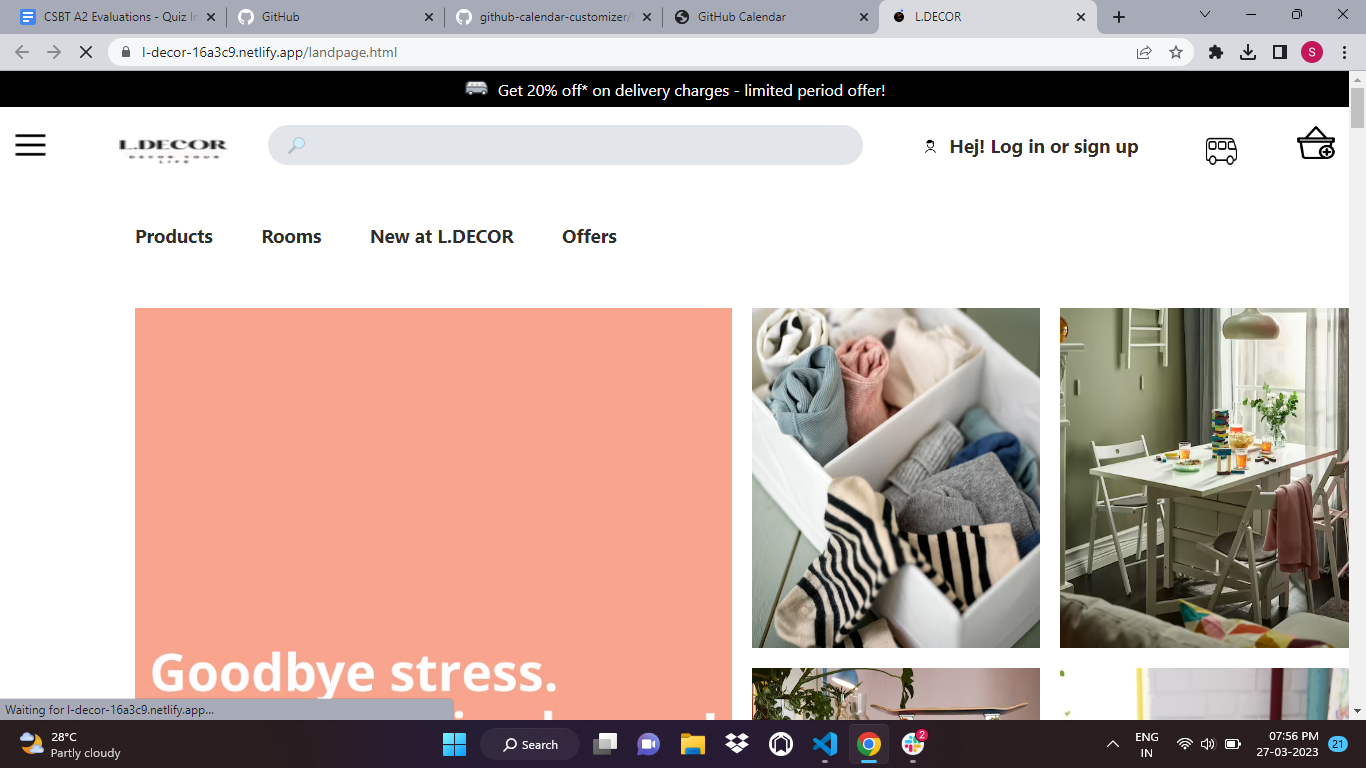 CSBT A2 Evaluations - Quiz In
GitHub
github-calendar-customizer/
GitHub Calendar
L.DECOR
l-decor-16a3c9.netlify.app/landpage.html
S
Get 20% off* on delivery charges - limited period offer!
L.DECOR
DECOR YOUR
LIFE
Hej! Log in or sign up
Products
Rooms
New at L.DECOR
Offers
Goodbye stress.
Waiting for l-decor-16a3c9.netlify.app...
28°C
Partly cloudy
Search
2
ENG
IN
07:56 PM
27-03-2023
21